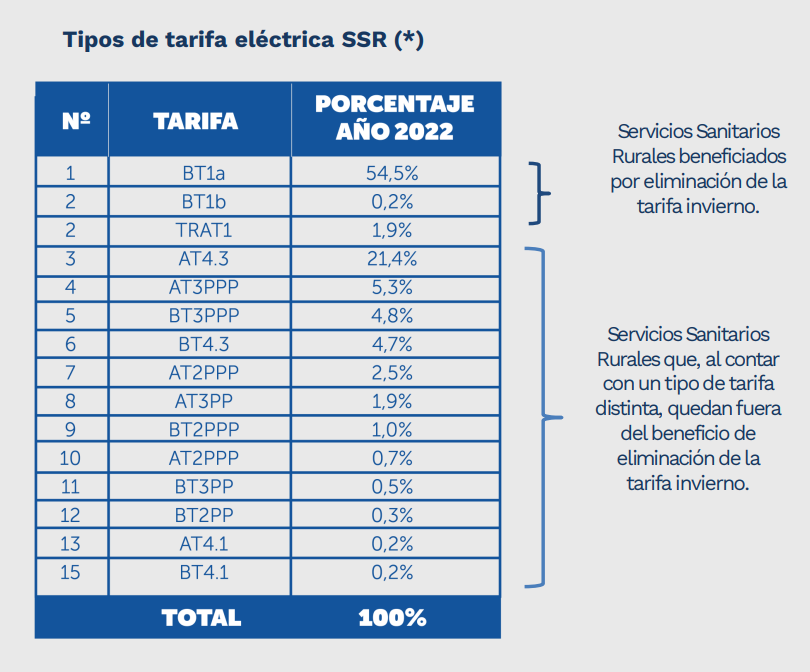 Tipos de tarifa eléctrica SSR (*)
Nº TARIFA PORCENTAJE AÑO 2022
1 BT1a 54,5%
2 BT1b 0,2%
2 TRAT1 1,9%
3 AT4.3 21,4%
4 AT3PPP 5,3%
5 BT3PPP 4,8%
6 BT4.3 4,7%
7 AT2PPP 2,5%
8 AT3PP 1,9%
9 BT2PPP 1,0%
10 AT2PPP 0,7%
11 BT3PP 0,5%
12 BT2PP 0,3%
13 AT4.1 0,2%
15 BT4.1 0,2%
TOTAL 100%
Servicios Sanitarios
Rurales beneficiados
por eliminación de la
tarifa invierno.
Servicios Sanitarios
Rurales que, al contar
con un tipo de tarifa
distinta, quedan fuera
del beneficio de
eliminación de la
tarifa invierno.